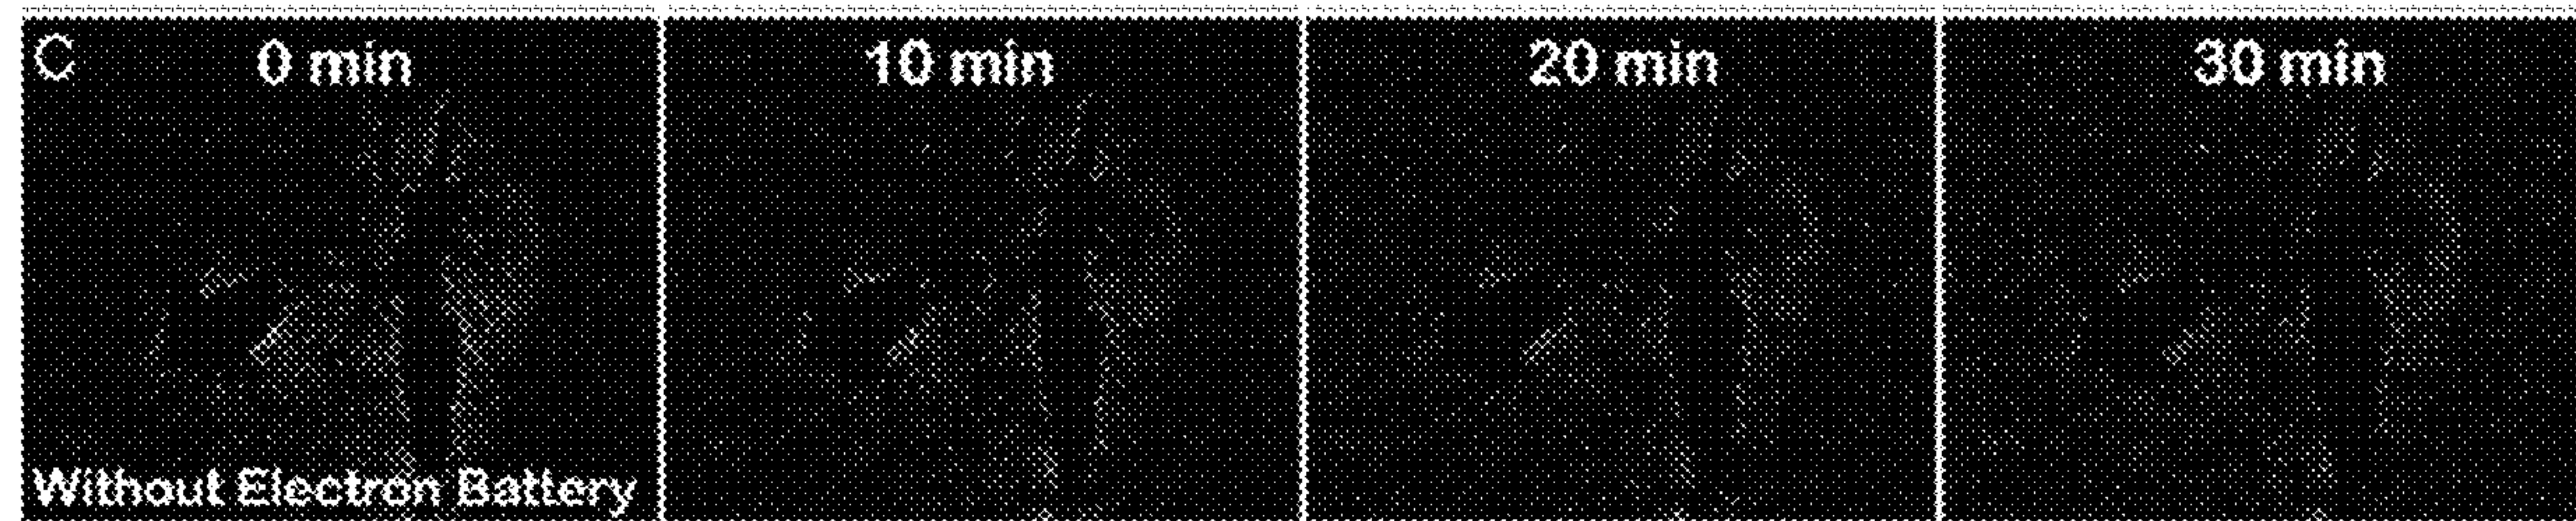 C
0 min
10 min
20 min
30 min
Without Electron Battery